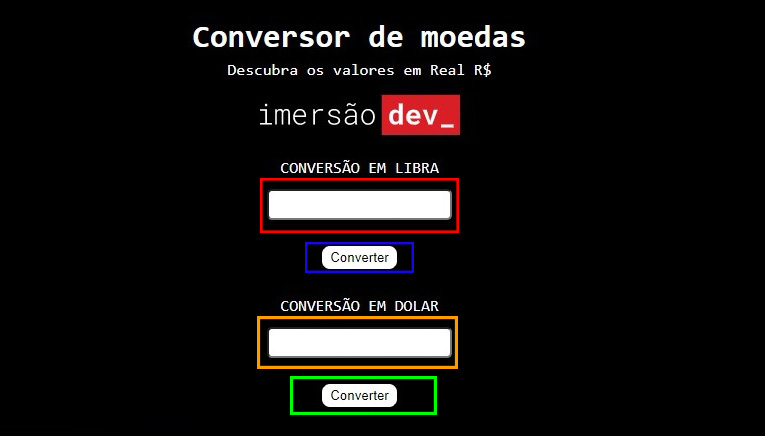 Conversor de moedas
Descubra os valores em Real R$
imersão dev_
CONVERSÃO EM LIBRA
Converter
CONVERSÃO EM DOLAR
Converter